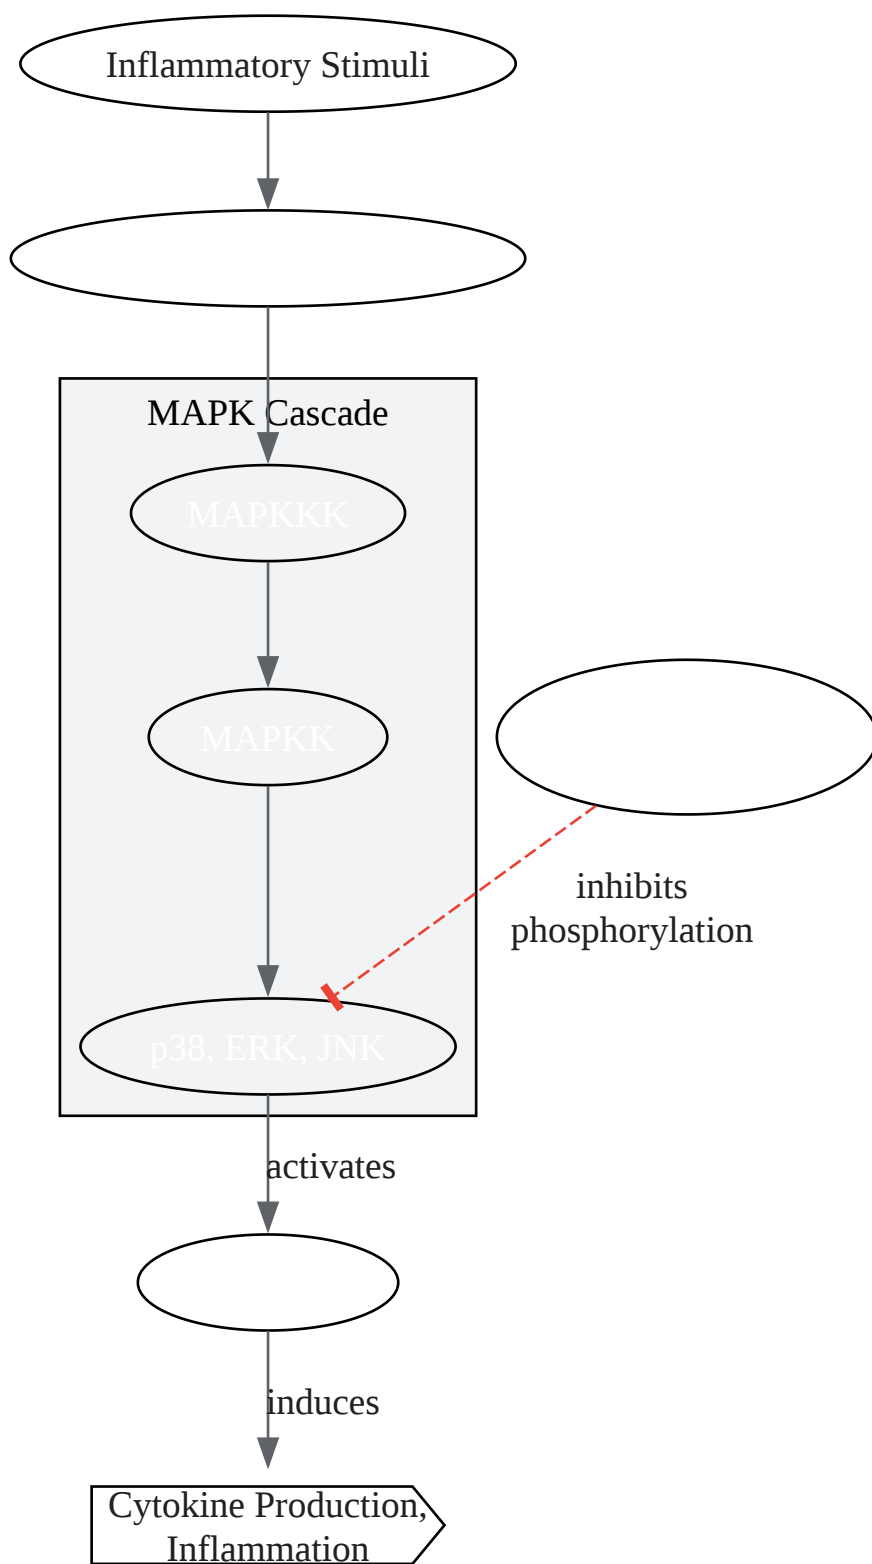 Inflammatory Stimuli
MAPK Cascade
MAPKKK
MAPKK
inhibits
phosphorylation
p38, ERK, JNK
activates
induces
Cytokine Production,
Inflammation